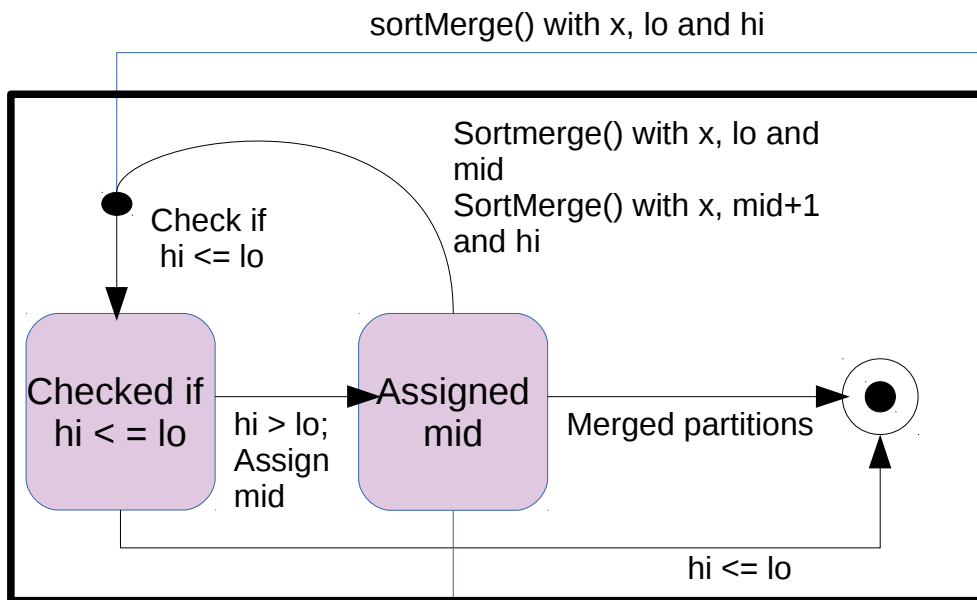 sortMerge() with x, lo and hi
Sortmerge() with x, lo and
mid
SortMerge() with x, mid+1
and hi
Check if
hi <= lo
Checked if
hi < = lo
hi > lo;
Assign
mid
Assigned
mid
Merged partitions
hi <= lo